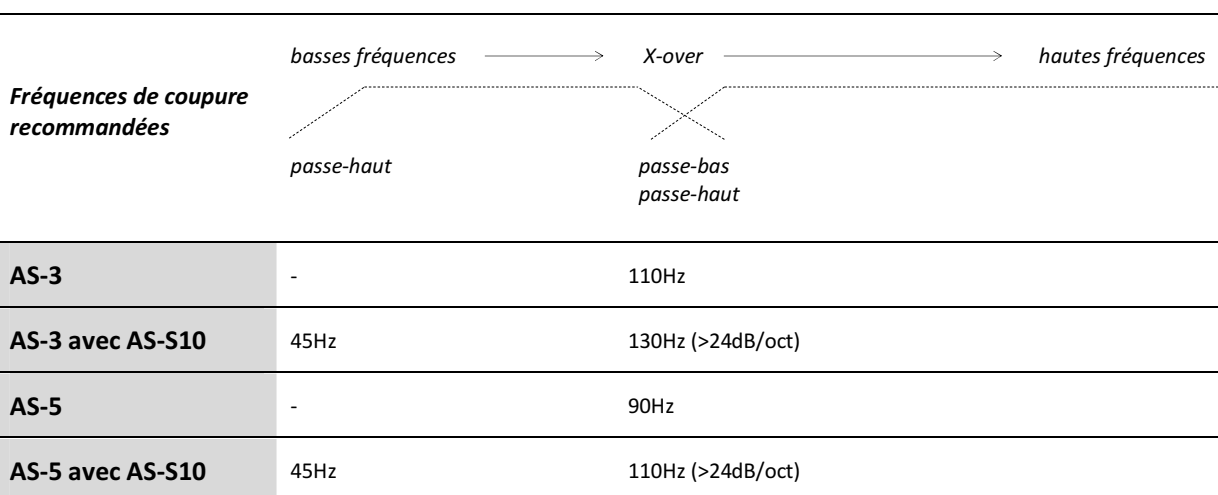 basses fréquences X-over hautes fréquences
Fréquences de coupure
recommandées
passe-haut passe-bas
passe-haut
AS-3 - 110Hz
AS-3 avec AS-S10 45Hz 130Hz (>24dB/oct)
AS-5 - 90Hz
AS-5 avec AS-S10 45Hz 110Hz (>24dB/oct)